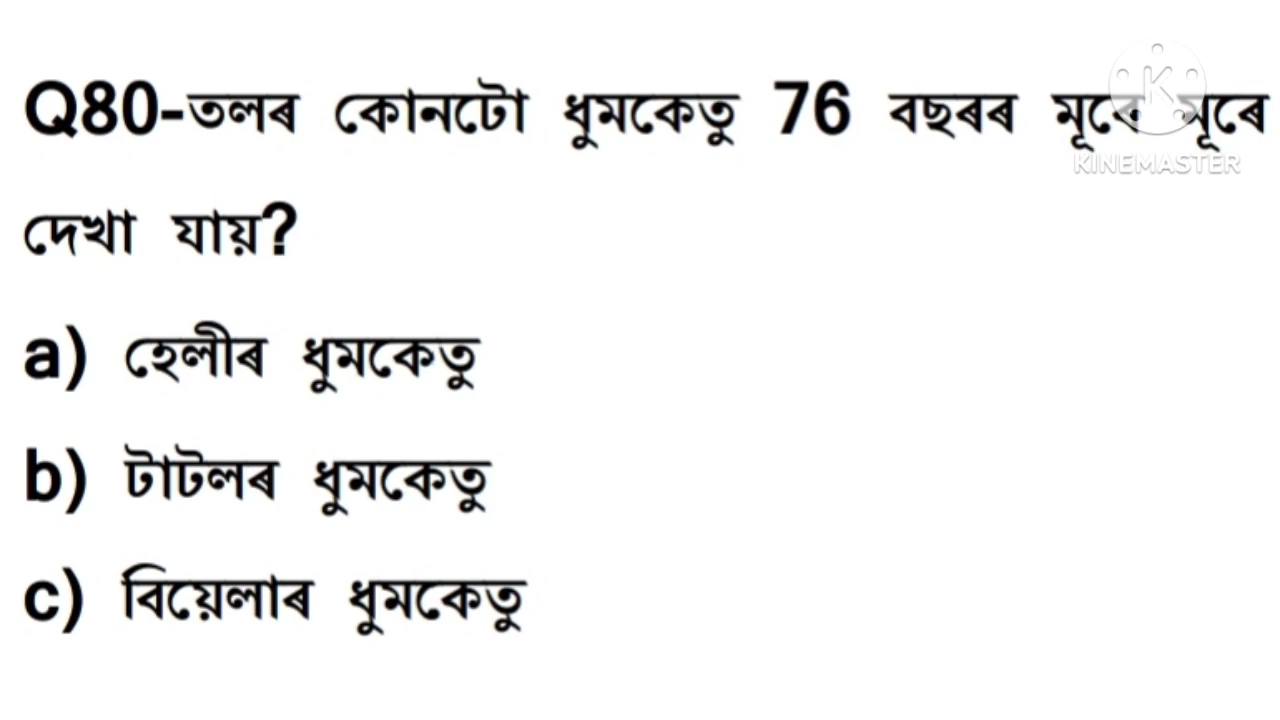 Q80-তলৰ কোনটো ধুমকেতু 76 বছৰৰ মূৰে মূৰে
দেখা যায়?
a) হেলীৰ ধুমকেতু
b) টাটলৰ ধুমকেতু
c) বিয়েলাৰ ধুমকেতু
KINEMASTER